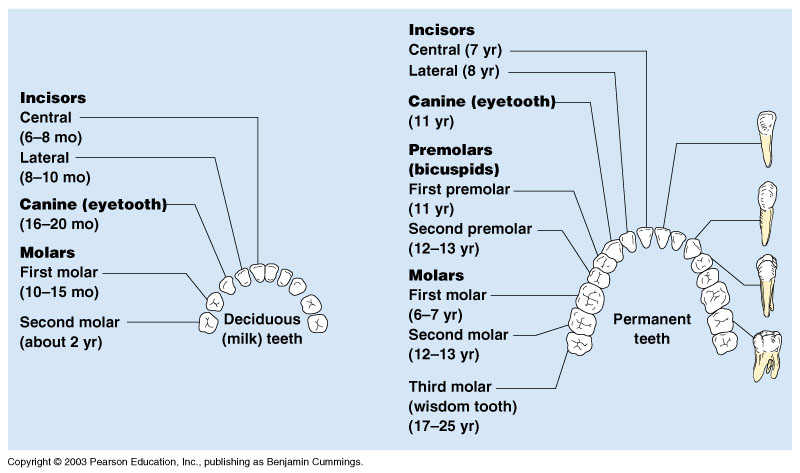 Incisors
Central
(6–8 mo)
Lateral
(8–10 mo)
Canine (eyetooth)
(16–20 mo)
Molars
First molar
(10–15 mo)
Second molar
(about 2 yr)
Deciduous
(milk) teeth
Incisors
Central (7 yr)
Lateral (8 yr)
Canine (eyetooth)
(11 yr)
Premolars
(bicuspids)
First premolar
(11 yr)
Second premolar
(12–13 yr)
Molars
First molar
(6–7 yr)
Second molar
(12–13 yr)
Third molar
(wisdom tooth)
(17–25 yr)
Permanent
teeth
Copyright © 2003 Pearson Education, Inc., publishing as Benjamin Cummings.